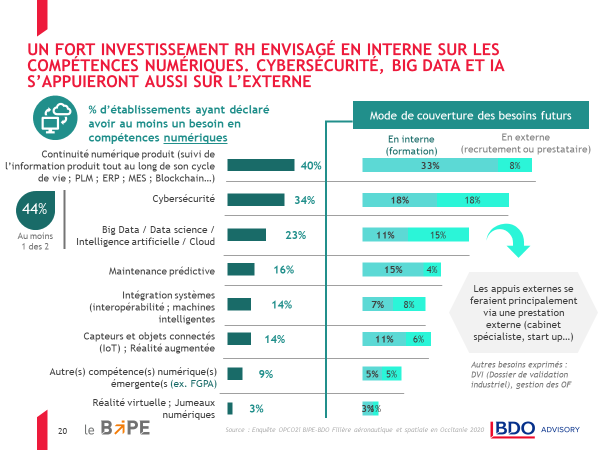 UN FORT INVESTISSEMENT RH ENVISAGÉ EN INTERNE SUR LES
COMPÉTENCES NUMÉRIQUES. CYBERSÉCURITÉ, BIG DATA ET IA
S'APPUIERONT AUSSI SUR L'EXTERNE
% d'établissements ayant déclaré
avoir au moins un besoin en
compétences numériques
Mode de couverture des besoins futurs
En interne
(formation)
En externe
(recrutement ou prestataire)
Continuité numérique produit (suivi de
l'information produit tout au long de son cycle
de vie ; PLM ; ERP ; MES ; Blockchain...)
40%
33%
8%
44%
Au moins
1 des 2
Cybersécurité
34%
18%
18%
Big Data / Data science /
Intelligence artificielle / Cloud
23%
11%
15%
Maintenance prédictive
16%
15%
4%
Intégration systèmes
(interopérabilité ; machines
intelligentes
14%
7%
8%
Capteurs et objets connectés
(IoT) ; Réalité augmentée
14%
11%
6%
Autre(s) compétence(s) numérique(s)
émergente(s (ex. FGPA)
9%
5%
5%
Réalité virtuelle ; Jumeaux
numériques
3%
3%
Les appuis externes se
feraient principalement
via une prestation
externe (cabinet
spécialiste, start up...)
Autres besoins exprimés :
DVI (Dossier de validation
industriel), gestion des OF
20
le BIPE
Source : Enquête OPCO2i BIPE-BDO Filière aéronautique et spatiale en Occitanie 2020
BDO ADVISORY